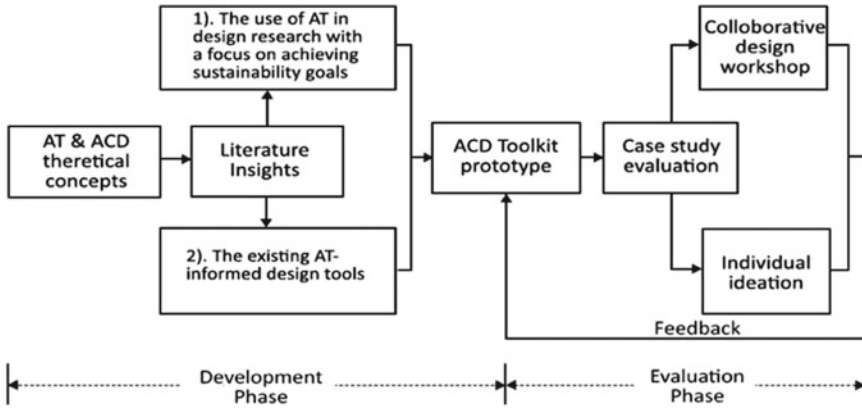 1). The use of AT in
design research with
a focus on achieving
sustainability goals
AT & ACD
theretical
concepts
Literature
Insights
2). The existing AT-
informed design tools
ACD Toolkit
prototype
Case study
evaluation
Colloborative
design
workshop
Individual
ideation
Feedback
Development
Phase
Evaluation
Phase